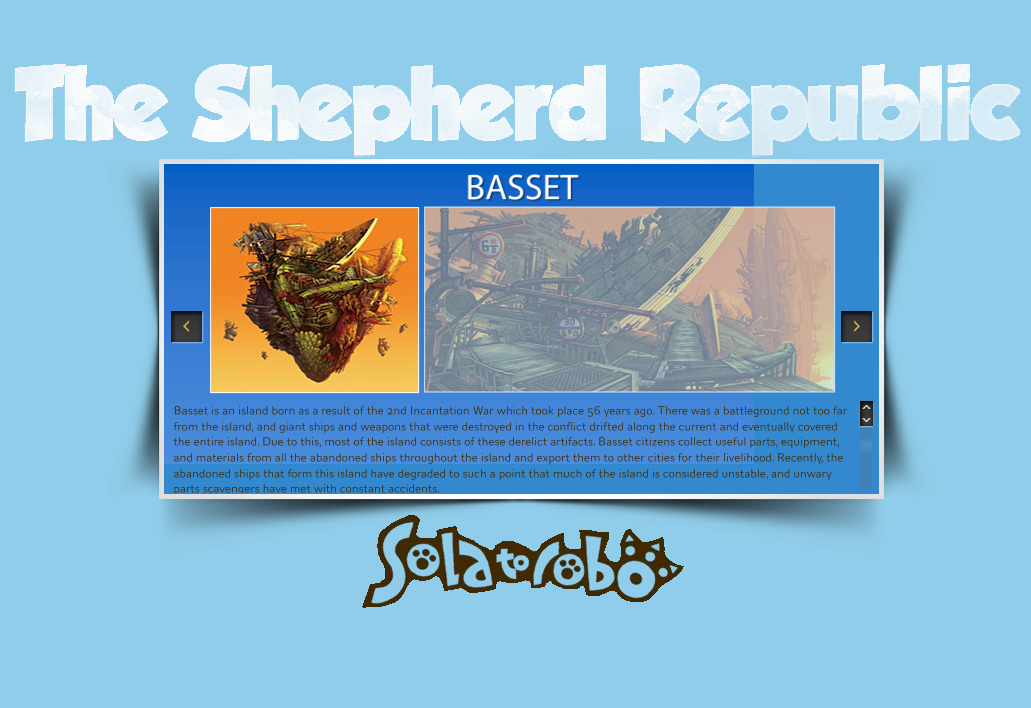 The Shepherd Republic
BASSET
Basset is an island born as a result of the 2nd Incantation War which took place 56 years ago. There was a battleground not too far
from the island, and giant ships and weapons that were destroyed in the conflict drifted along the current and eventually covered
the entire island. Due to this, most of the island consists of these derelict artifacts. Basset citizens collect useful parts, equipment,
and materials from all the abandoned ships throughout the island and export them to other cities for their livelihood. Recently, the
abandoned ships that form this island have degraded to such a point that much of the island is considered unstable, and unwary
parts scavengers have met with constant accidents.
Solatorobo